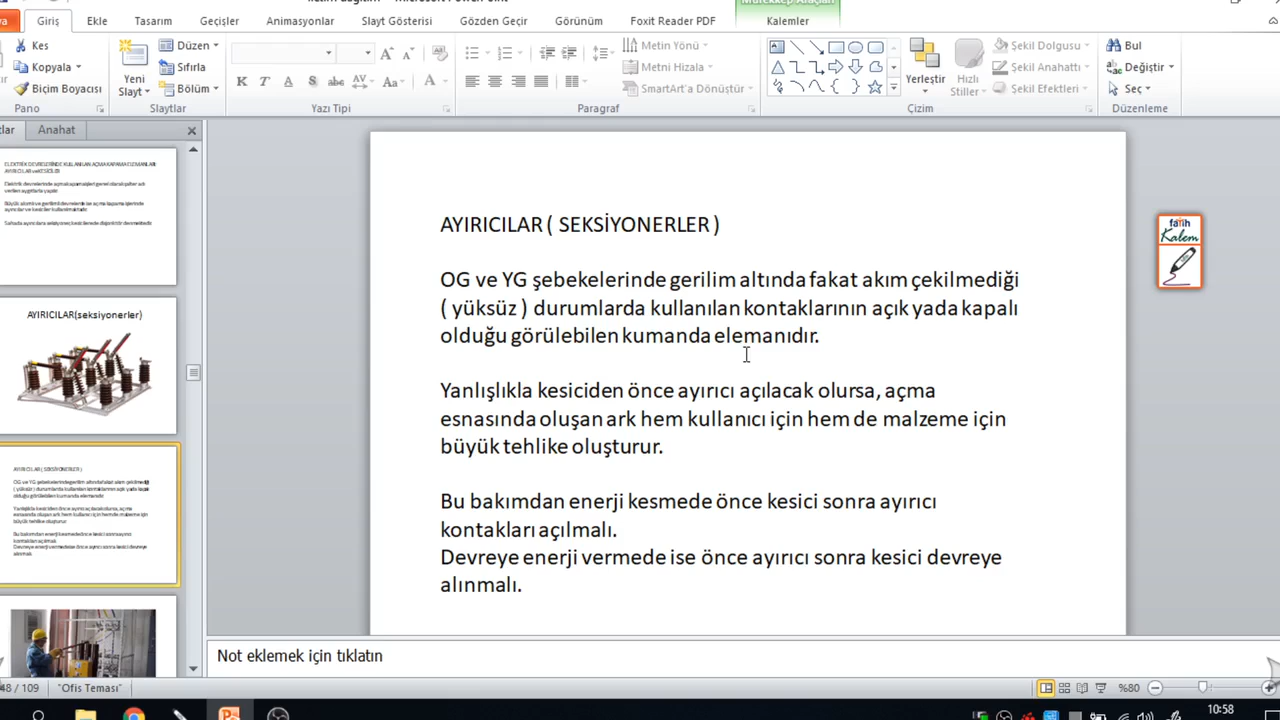 Giriş Ekle Tasarım Geçişler Animasyonlar Slayt Gösterisi Gözden Geçir Görünüm Foxit Reader PDF Kalemler
Kes
Kopyala
Biçim Boyacısı
Pano
Yeni
Slayt
Düzen
Sıfırla
Bölüm
Slaytlar
Yazı Tipi
Metin Yönü
Metni Hizala
SmartArt'a Dönüştür
Paragraf
Yerleştir
Hızlı
Stiller
Şekil Dolgusu
Şekil Anahattı
Şekil Efektleri
Çizim
Bul
Değiştir
Seç
Düzenleme
Anahat
AYIRICILAR(seksiyonerler)
AYIRICILAR ( SEKSİYONERLER )
OG ve YG şebekelerinde gerilim altında fakat akım çekilmediği
( yüksüz ) durumlarda kullanılan kontaklarının açık yada kapalı
olduğu görülebilen kumanda elemanıdır.
Yanlışlıkla kesiciden önce ayırıcı açılacak olursa, açma
esnasında oluşan ark hem kullanıcı için hem de malzeme için
büyük tehlike oluşturur.
Bu bakımdan enerji kesmede önce kesici sonra ayırıcı
kontakları açılmalı.
Devreye enerji vermede ise önce ayırıcı sonra kesici devreye
alınmalı.
fatih
Kalem
Not eklemek için tıklatın
48 / 109 "Ofis Teması" %80
10:58